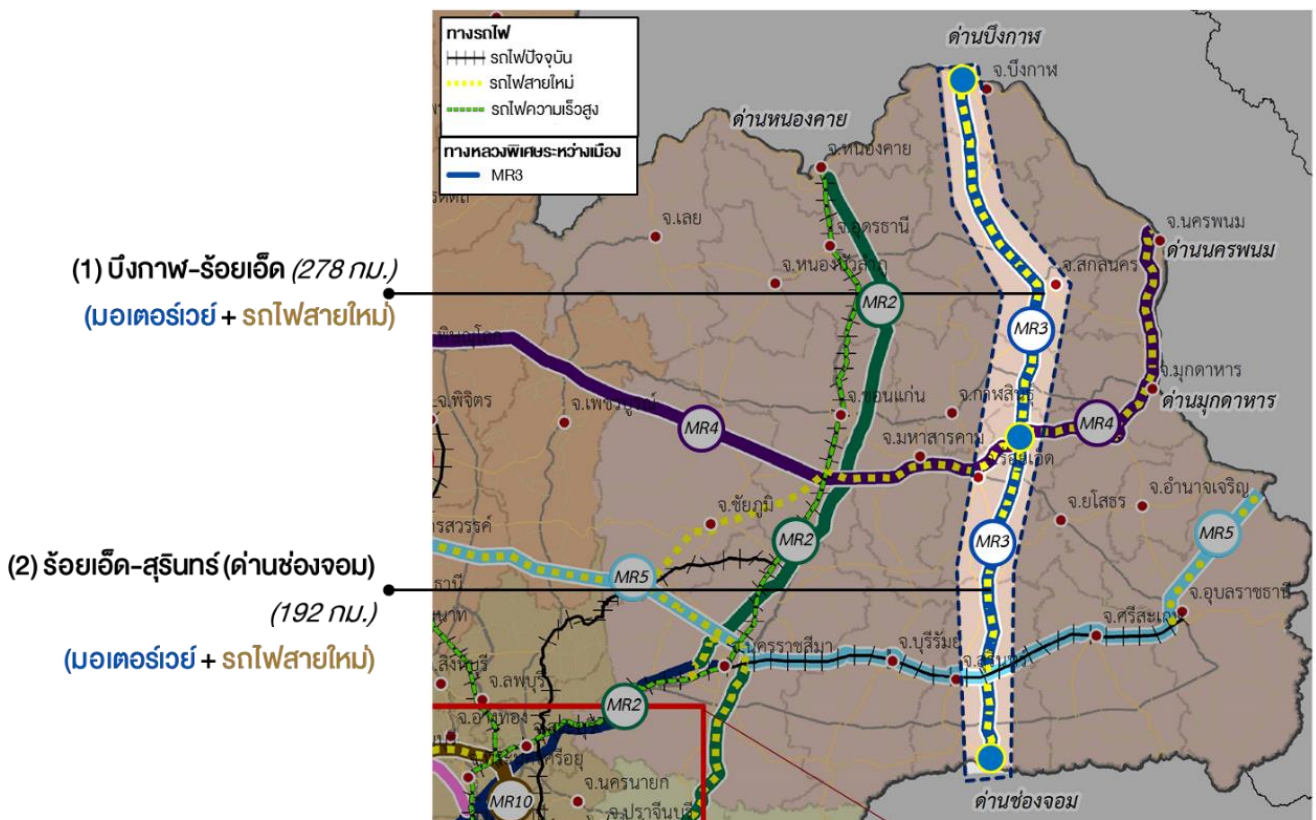 ทางรถไฟ
รถไฟปัจจุบัน
รถไฟสายใหม่
รถไฟความเร็วสูง
ทางหลวงพิเศษระหว่างเมือง
MR3
ด่านบึงกาฬ
จ.บึงกาฬ
ด่านหนองคาย
จ.หนองคาย
จ.นครพนม
ด่านนครพนม
จ.เลย
จ.อุดรธานี
(1) บึงกาฬ-ร้อยเอ็ด (278 กม.)
(มอเตอร์เวย์ + รถไฟสายใหม่)
จ.สกลนคร
MR2
MR3
จ.มุกดาหาร
ด่านมุกดาหาร
จ.พิจิตร
จ.เพชรบูรณ์
จ.ขอนแก่น
จ.กาฬสินธุ์
MR4
MR4
จ.มหาสารคาม
จ.ชัยภูมิ
จ.ยโสธร
จ.อำนาจเจริญ
MR2
MR3
MR5
(2) ร้อยเอ็ด-สุรินทร์ (ด่านช่องจอม)
(192 กม.)
(มอเตอร์เวย์ + รถไฟสายใหม่)
MR5
จ.อุบลราชธานี
จ.นครราชสีมา
จ.บุรีรัมย์
จ.สิงห์บุรี
จ.ลพบุรี
MR2
จ.อ่างทอง
จ.นครนายก
MR10
จ.ปราจีนบุรี
ด่านช่องจอม